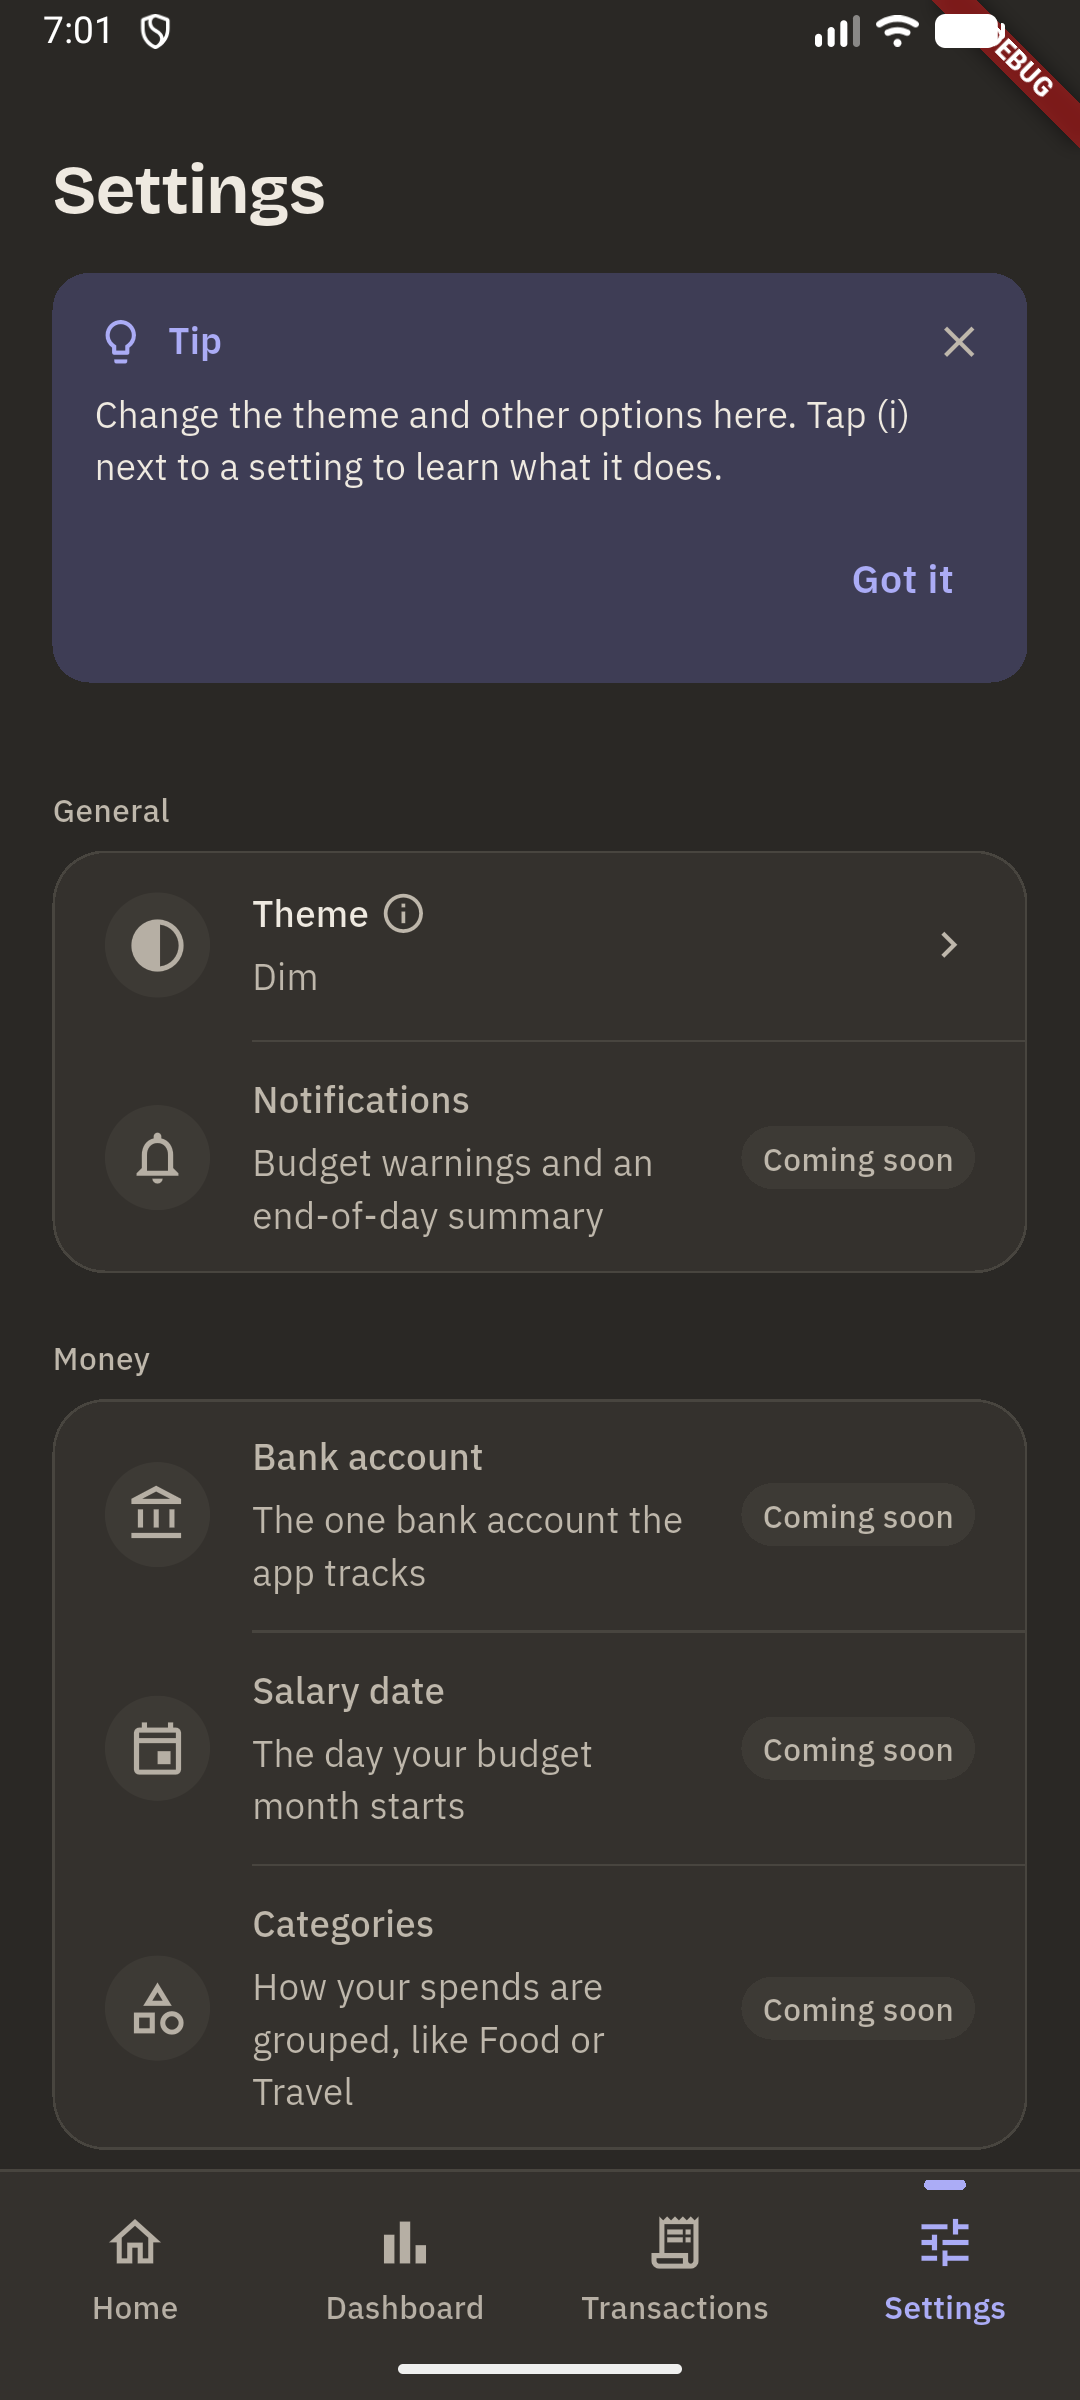 7:01
DEBUG
Settings
Tip
Change the theme and other options here. Tap (i)
next to a setting to learn what it does.
Got it
General
Theme
Dim
Notifications
Budget warnings and an
end-of-day summary
Coming soon
Money
Bank account
The one bank account the
app tracks
Coming soon
Salary date
The day your budget
month starts
Coming soon
Categories
How your spends are
grouped, like Food or
Travel
Coming soon
Home
Dashboard
Transactions
Settings